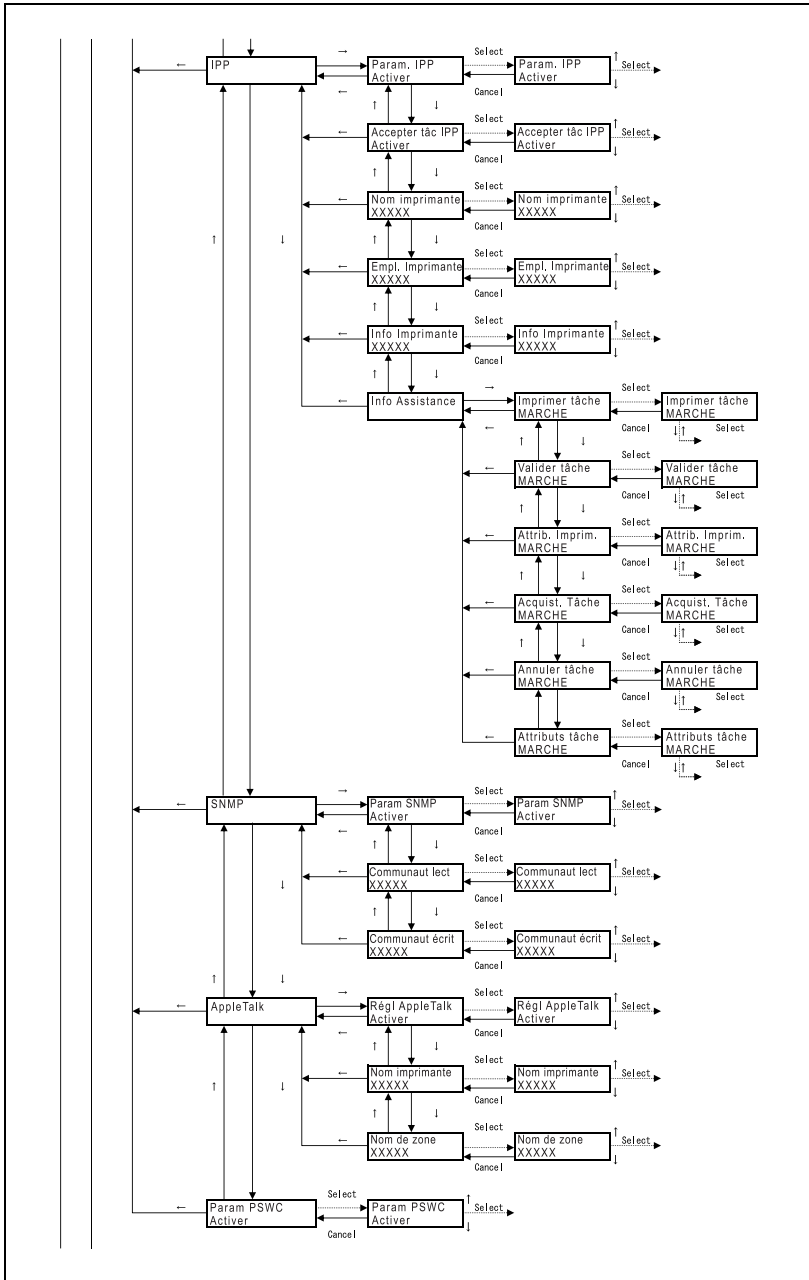 IPP
← → ← ↑ ↓
Param. IPP
Activer
Select
Cancel
Param. IPP
Activer
↑ Select ↓
← Accepter tâc IPP
Activer
Select
Cancel
Accepter tâc IPP
Activer
↑ Select ↓
← Nom imprimante
XXXXX
Select
Cancel
Nom imprimante
XXXXX
↑ Select ↓
← Empl. Imprimante
XXXXX
Select
Cancel
Empl. Imprimante
XXXXX
↑ Select ↓
← Info Imprimante
XXXXX
Select
Cancel
Info Imprimante
XXXXX
↑ Select ↓
← Info Assistance
→ ←
Imprimer tâche
MARCHE
Select
Cancel
Imprimer tâche
MARCHE
↓↑ Select
← Valider tâche
MARCHE
Select
Cancel
Valider tâche
MARCHE
↓↑ Select
← Attrib. Imprim.
MARCHE
Select
Cancel
Attrib. Imprim.
MARCHE
↓↑ Select
← Acquist. Tâche
MARCHE
Select
Cancel
Acquist. Tâche
MARCHE
↓↑ Select
← Annuler tâche
MARCHE
Select
Cancel
Annuler tâche
MARCHE
↓↑ Select
← Attributs tâche
MARCHE
Select
Cancel
Attributs tâche
MARCHE
↓↑ Select
SNMP
← → ← ↑ ↓
Param SNMP
Activer
Select
Cancel
Param SNMP
Activer
↑ Select ↓
← Communaut lect
XXXXX
Select
Cancel
Communaut lect
XXXXX
↑ Select ↓
← Communaut écrit
XXXXX
Select
Cancel
Communaut écrit
XXXXX
↑ Select ↓
AppleTalk
← → ← ↑ ↓
Régl AppleTalk
Activer
Select
Cancel
Régl AppleTalk
Activer
↑ Select ↓
← Nom imprimante
XXXXX
Select
Cancel
Nom imprimante
XXXXX
↑ Select ↓
← Nom de zone
XXXXX
Select
Cancel
Nom de zone
XXXXX
↑ Select ↓
← Param PSWC
Activer
Select
Cancel
Param PSWC
Activer
↑ Select ↓